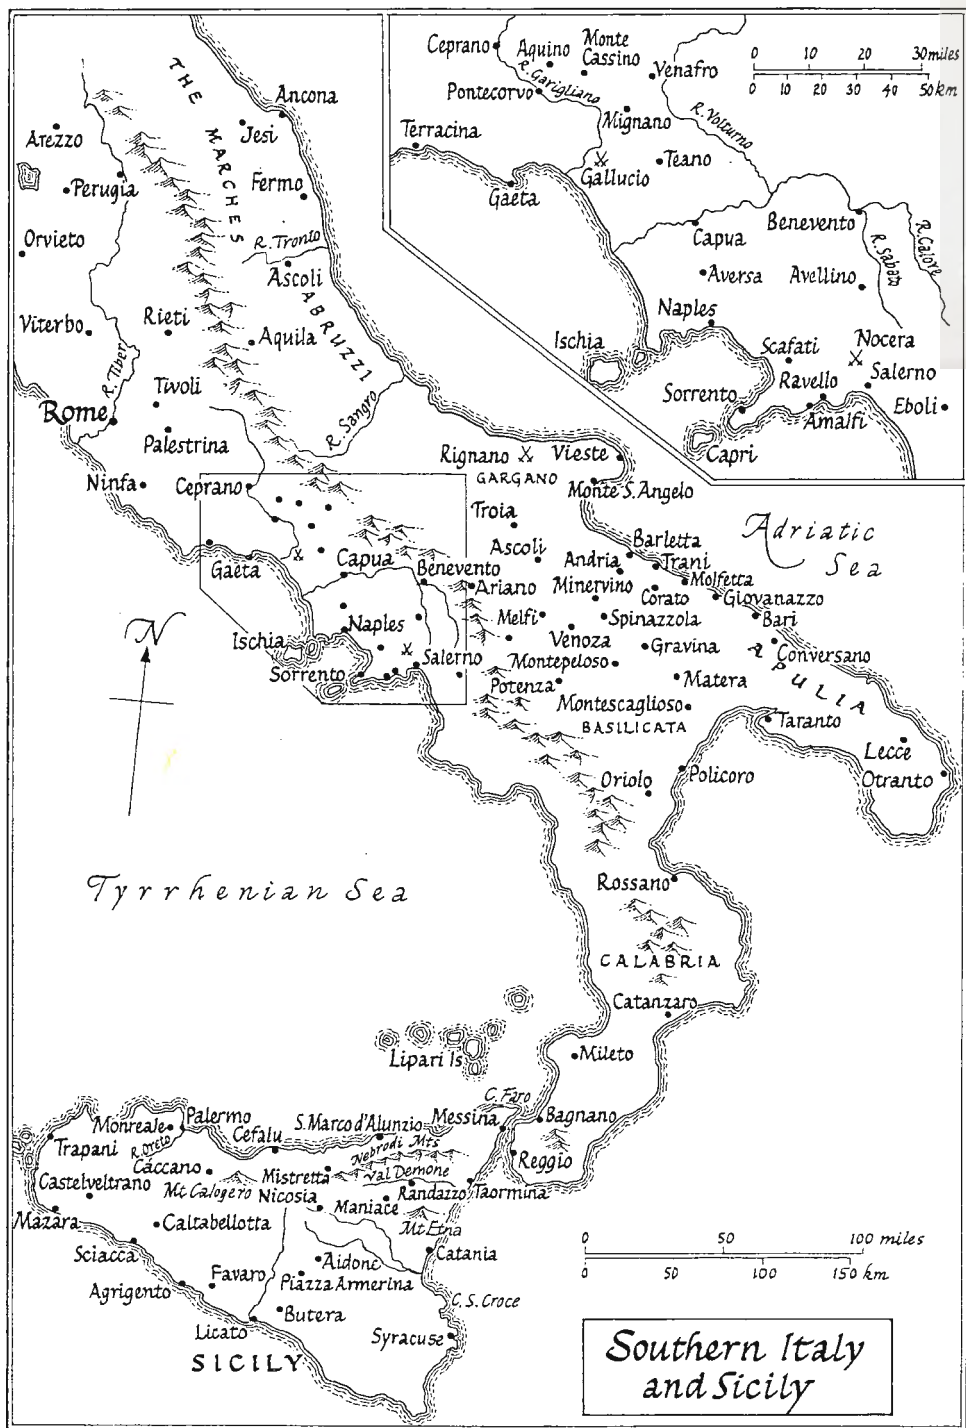 THE MARCHES
Ancona
Jesi
Arezzo
Perugia
Fermo
Orvieto
R. Tronto
Ascoli
ABRUZZI
Viterbo
Rieti
Aquila
R. Tiber
Tivoli
R. Sangro
Rome
Palestrina
Ninfa
Ceprano
Gaeta
Capua
Benevento
Ischia
Naples
Sorrento
Salerno
Ceprano
Aquino
Monte
Cassino
R. Garigliano
Venafro
Pontecorvo
R. Volturno
Mignano
Terracina
Teano
Gallucio
Gaeta
Benevento
Capua
R. Sabato
R. Calore
Aversa
Avellino
Naples
Ischia
Scafati
Nocera
Ravello
Salerno
Sorrento
Amalfi
Eboli
Capri
0 10 20 30 miles
0 10 20 30 40 50 km
Rignano
Vieste
GARGANO
Monte S. Angelo
Troia
Adriatic
Sea
Ascoli
Barletta
Andria
Trani
Ariano
Minervino
Molfetta
Corato
Giovanazzo
Melfi
Spinazzola
Bari
Venoza
Gravina
Conversano
APULIA
Montepeloso
Potenza
Matera
Montescaglioso
BASILICATA
Taranto
Lecce
Otranto
Oriolo
Policoro
N
Tyrrhenian Sea
Rossano
CALABRIA
Catanzaro
Mileto
Lipari Is
C. Faro
Messina
Bagnano
Reggio
Monreale
Palermo
S. Marco d'Alunzio
Cefalu
Trapani
R. Oreto
Nebrodi Mts
Cáccano
Mistretta
Val Demone
Castelveltrano
Mt Calogero
Nicosia
Randazzo
Taormina
Maniace
Mazara
Caltabellotta
Mt Etna
Sciacca
Catania
Aidone
Favaro
Piazza Armerina
Agrigento
C. S. Croce
Butera
Licato
Syracuse
SICILY
0 50 100 miles
0 50 100 150 km
Southern Italy
and Sicily